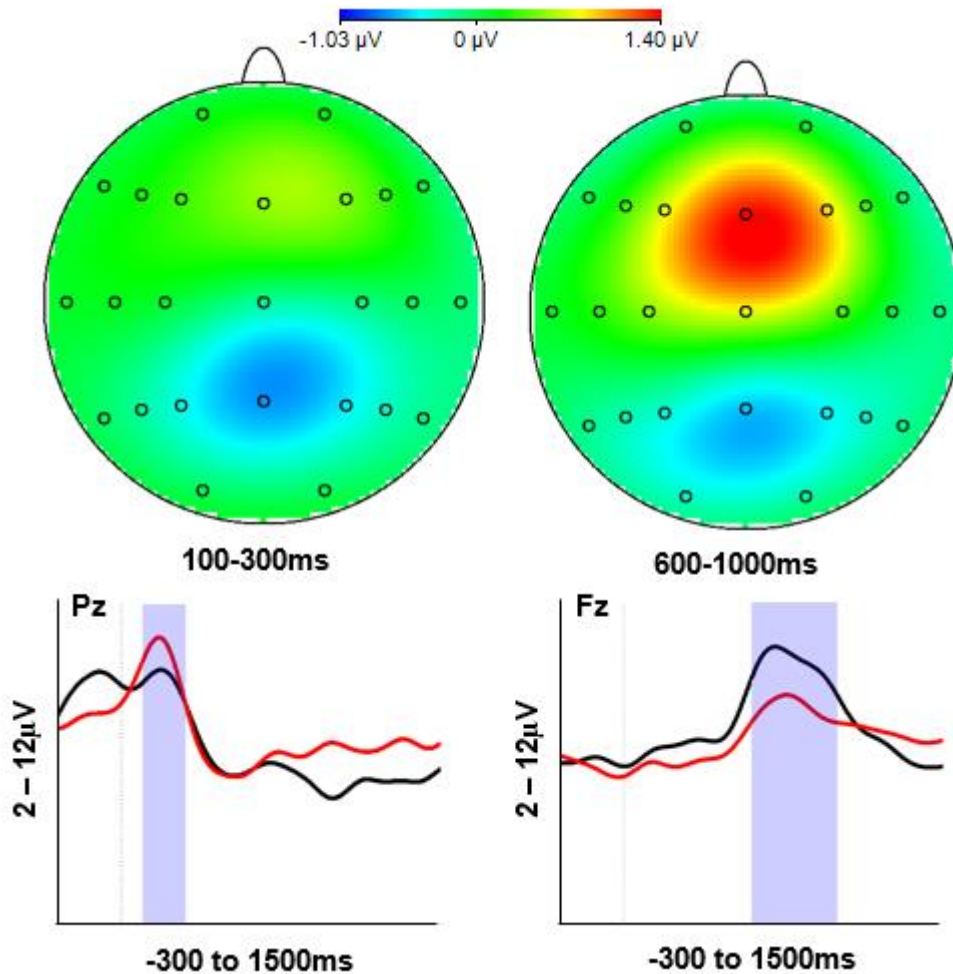 -1.03 µV 0 µV 1.40 µV
100-300ms
600-1000ms
Pz
Fz
2 – 12µV
2 – 12µV
-300 to 1500ms
-300 to 1500ms